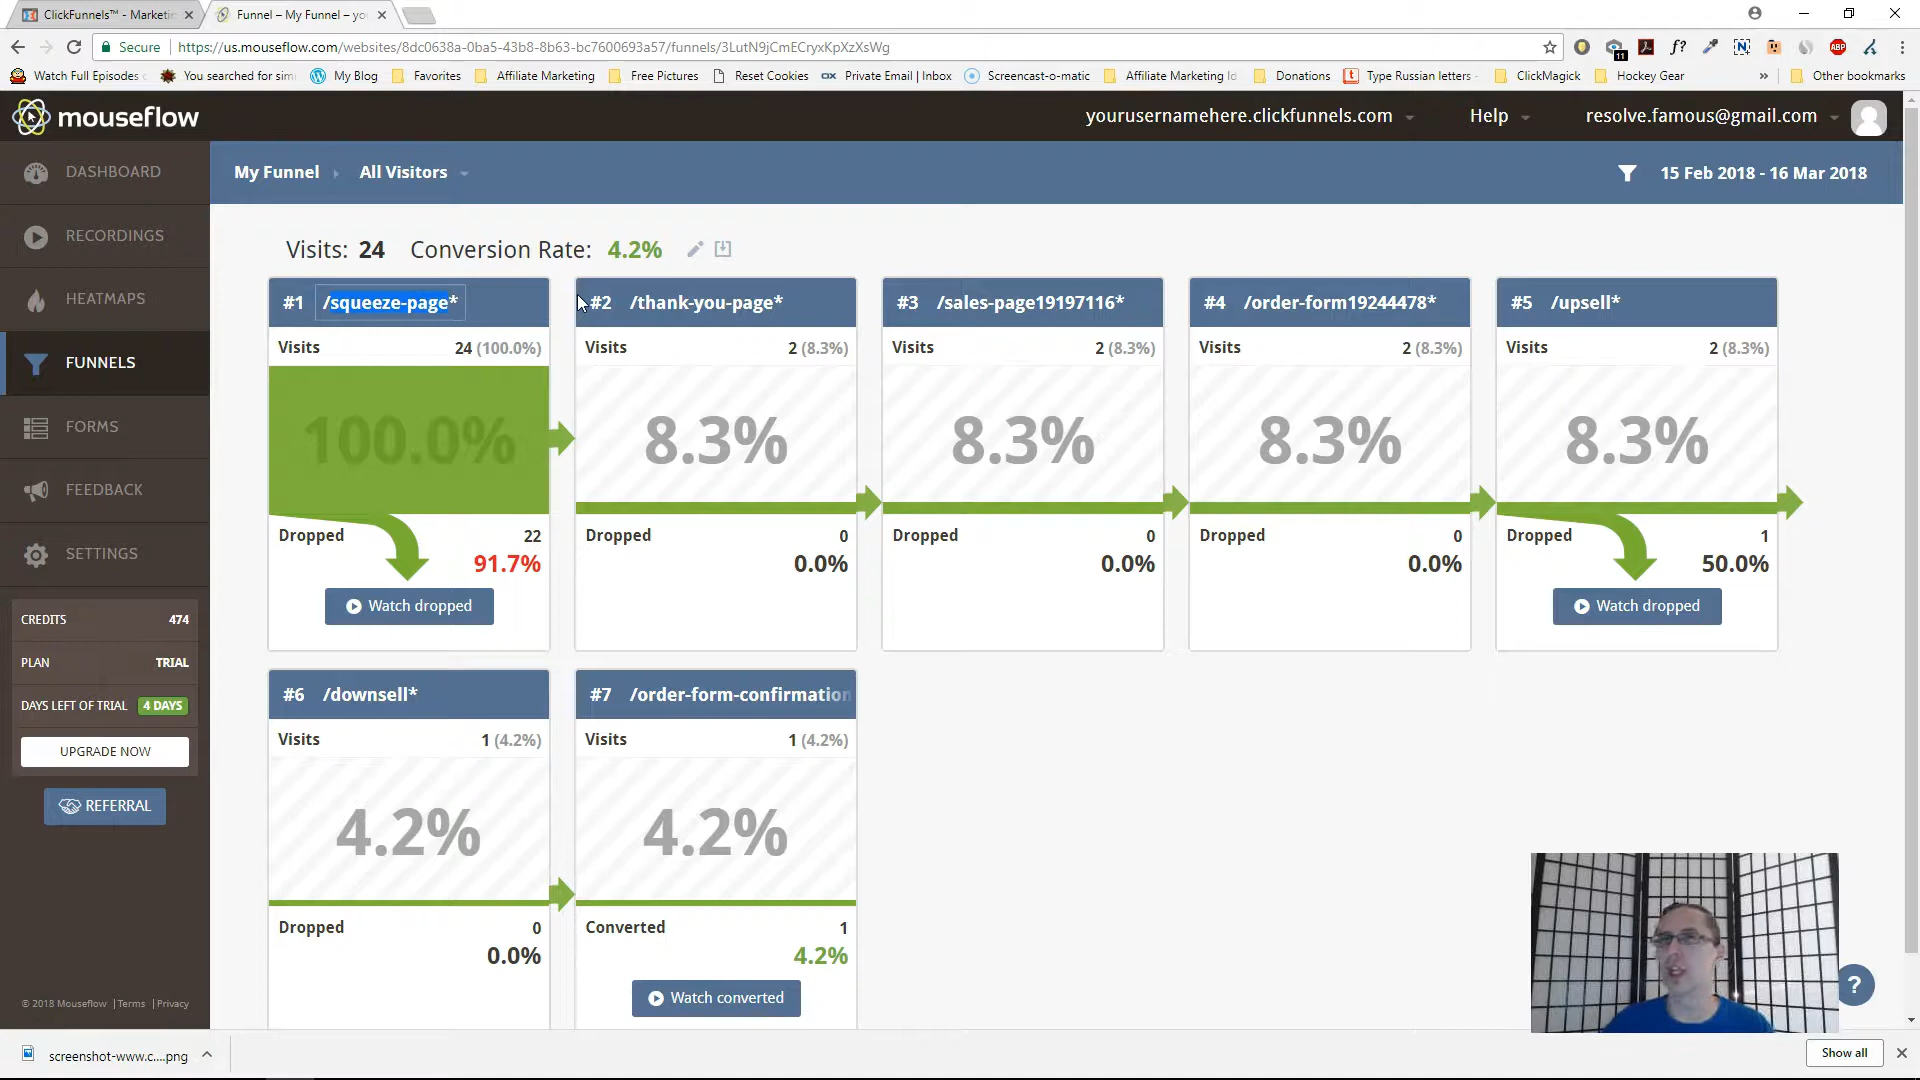 ClickFunnels™ - Marketin
Funnel – My Funnel – yo
Secure
https://us.mouseflow.com/websites/8dc0638a-0ba5-43b8-8b63-bc7600693a57/funnels/3LutN9jCmECryxKpXzXsWg
11
f?
N
ABP
Watch Full Episodes
You searched for sim
My Blog
Favorites
Affiliate Marketing
Free Pictures
Reset Cookies
ox Private Email | Inbox
Screencast-o-matic
Affiliate Marketing Id
Donations
Type Russian letters -
ClickMagick
Hockey Gear
»
Other bookmarks
mouseflow
yourusernamehere.clickfunnels.com
Help
resolve.famous@gmail.com
DASHBOARD
RECORDINGS
HEATMAPS
FUNNELS
FORMS
FEEDBACK
SETTINGS
CREDITS 474
PLAN TRIAL
DAYS LEFT OF TRIAL 4 DAYS
UPGRADE NOW
REFERRAL
© 2018 Mouseflow | Terms | Privacy
My Funnel
All Visitors
15 Feb 2018 - 16 Mar 2018
Visits: 24 Conversion Rate: 4.2%
#1 /squeeze-page*
Visits 24 (100.0%)
100.0%
Dropped 22
91.7%
Watch dropped
#2 /thank-you-page*
Visits 2 (8.3%)
8.3%
Dropped 0
0.0%
#3 /sales-page19197116*
Visits 2 (8.3%)
8.3%
Dropped 0
0.0%
#4 /order-form19244478*
Visits 2 (8.3%)
8.3%
Dropped 0
0.0%
#5 /upsell*
Visits 2 (8.3%)
8.3%
Dropped 1
50.0%
Watch dropped
#6 /downsell*
Visits 1 (4.2%)
4.2%
Dropped 0
0.0%
#7 /order-form-confirmation
Visits 1 (4.2%)
4.2%
Converted 1
4.2%
Watch converted
?
screenshot-www.c....png
Show all